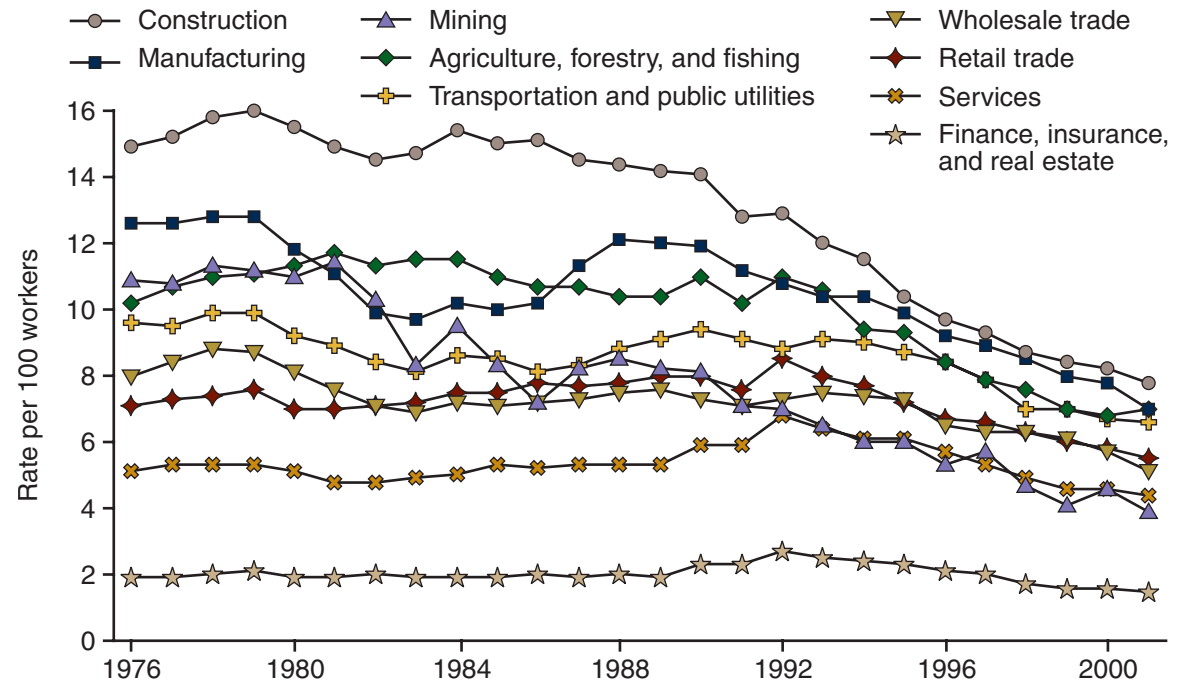 Construction
Manufacturing
Mining
Agriculture, forestry, and fishing
Transportation and public utilities
Wholesale trade
Retail trade
Services
Finance, insurance,
and real estate
Rate per 100 workers
16
14
12
10
8
6
4
2
0
1976 1980 1984 1988 1992 1996 2000